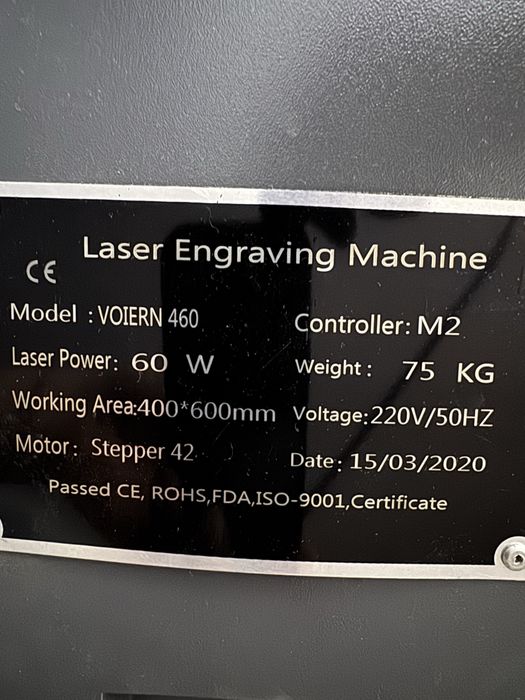 Laser Engraving Machine
CE
Model : VOIERN 460
Controller: M2
Laser Power: 60 W
Weight : 75 KG
Working Area:400*600mm
Voltage:220V/50HZ
Motor: Stepper 42
Date: 15/03/2020
Passed CE, ROHS,FDA,ISO-9001,Certificate